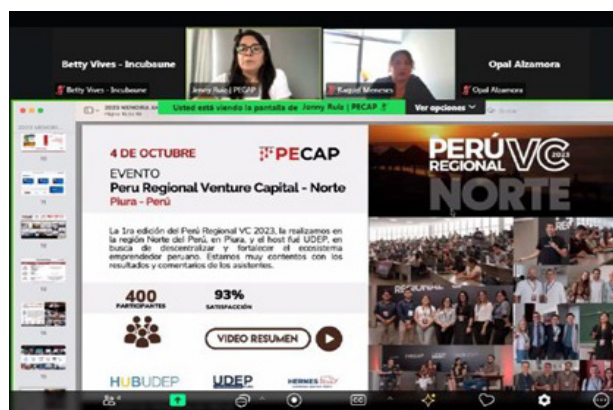 Betty Vives - Incubaune
Opal Alzamora
Betty Vives - Incubaune
Jenny Ruiz | PECAP
Raquel Meneses
Opal Alzamora
Usted está viendo la pantalla de Jenny Ruiz | PECAP
Ver opciones
4 DE OCTUBRE
PECAP
EVENTO
Peru Regional Venture Capital - Norte
Piura - Perú
La 1ra edición del Perú Regional VC 2023, la realizamos en
la región Norte del Perú, en Piura, y el host fué UDEP, en
busca de descentralizar y fortalecer el ecosistema
emprendedor peruano. Estamos muy contentos con los
resultados y comentarios de los asistentes.
400
PARTICIPANTES
93%
SATISFACCIÓN
VIDEO RESUMEN
HUBUDEP
UDEP
HERMES
PERÚ
REGIONAL
VC
2023
NORTE
CC